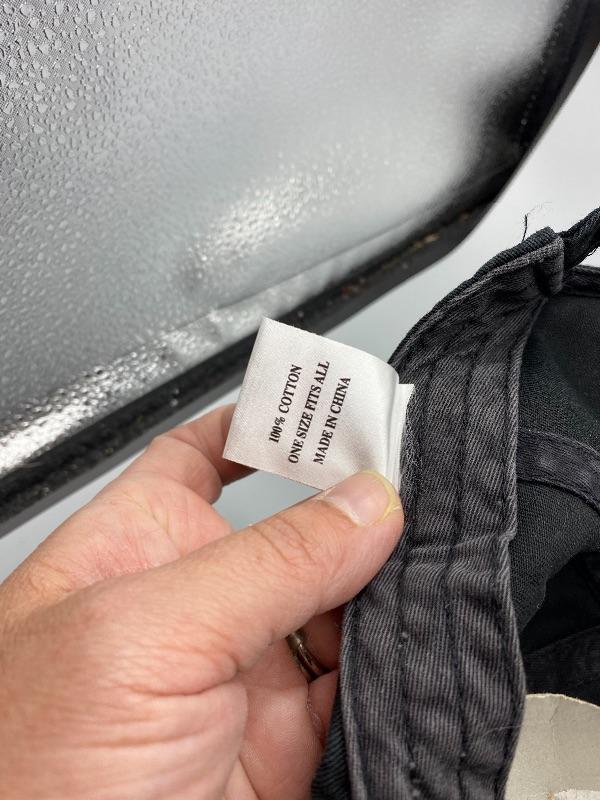 100% COTTON
ONE SIZE FITS ALL
MADE IN CHINA